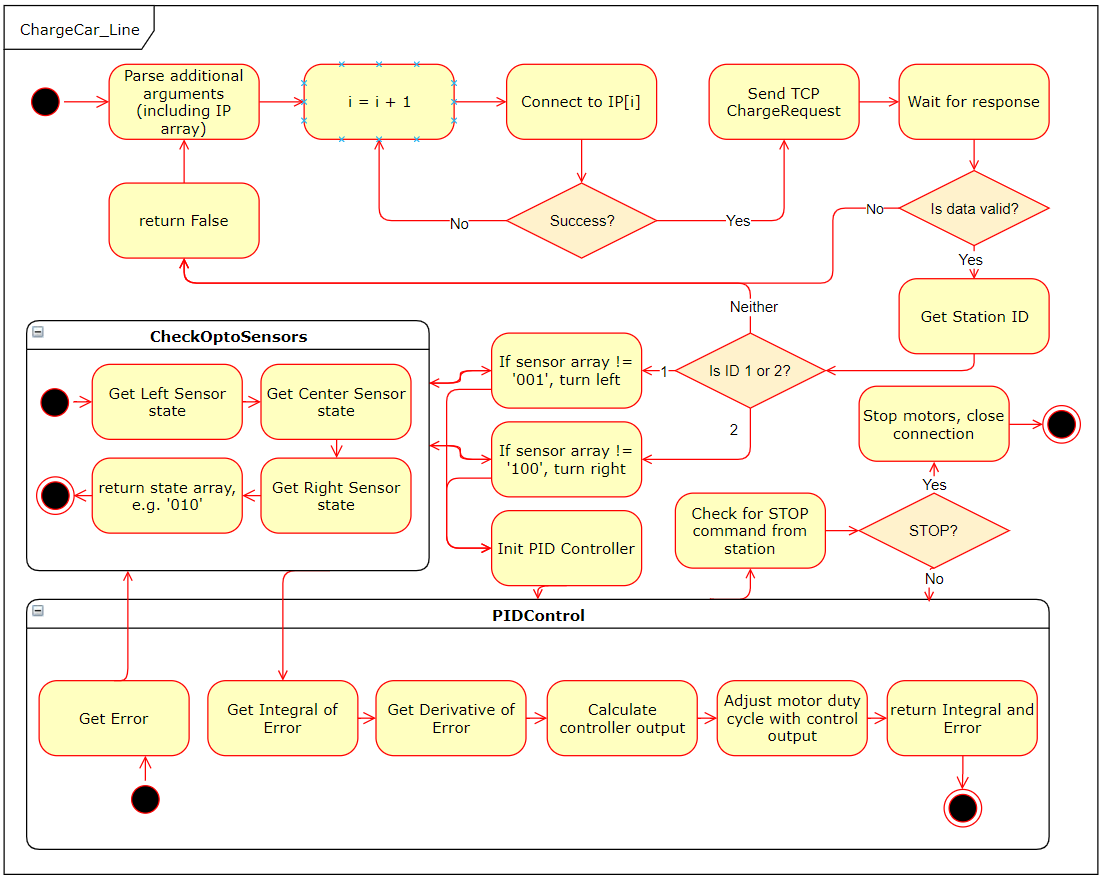 ChargeCar_Line
Parse additional
arguments
(including IP
array)
i = i + 1
Connect to IP[i]
Send TCP
ChargeRequest
Wait for response
return False
No
Success?
Yes
No
Is data valid?
Yes
Get Station ID
Neither
Is ID 1 or 2?
1
2
If sensor array !=
'001', turn left
If sensor array !=
'100', turn right
Init PID Controller
CheckOptoSensors
Get Left Sensor
state
Get Center Sensor
state
return state array,
e.g. '010'
Get Right Sensor
state
Stop motors, close
connection
Yes
Check for STOP
command from
station
STOP?
No
PIDControl
Get Error
Get Integral of
Error
Get Derivative of
Error
Calculate
controller output
Adjust motor duty
cycle with control
output
return Integral and
Error